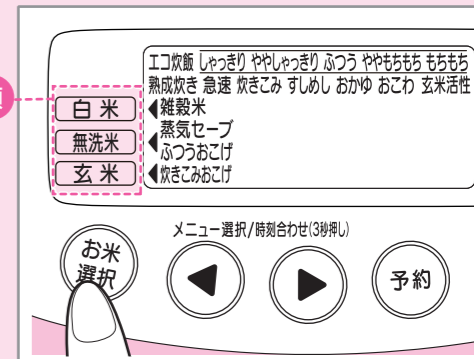 エコ炊飯 しゃっきり ややしゃっきり ふつう ややもちもち もちもち
熟成炊き 急速 炊きこみ すしめし おかゆ おこわ 玄米活性
白米 ◀雑穀米
無洗米 ◀蒸気セーブ
ふつうおこげ
玄米 ◀炊きこみおこげ
メニュー選択/時刻合わせ(3秒押し)
お米
選択
◀
▶
予約